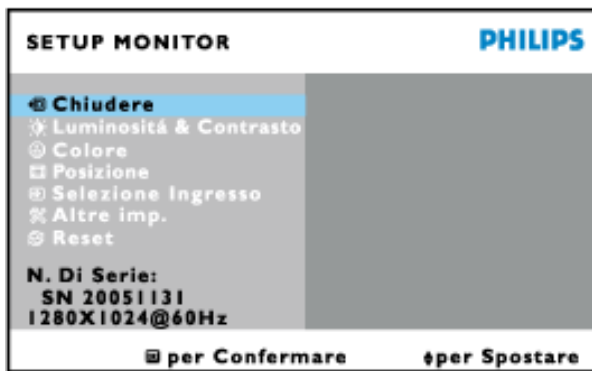 SETUP MONITOR PHILIPS
Chiudere
Luminositá & Contrasto
Colore
Posizione
Selezione Ingresso
Altre imp.
Reset
N. Di Serie:
SN 20051131
1280X1024@60Hz
per Confermare per Spostare